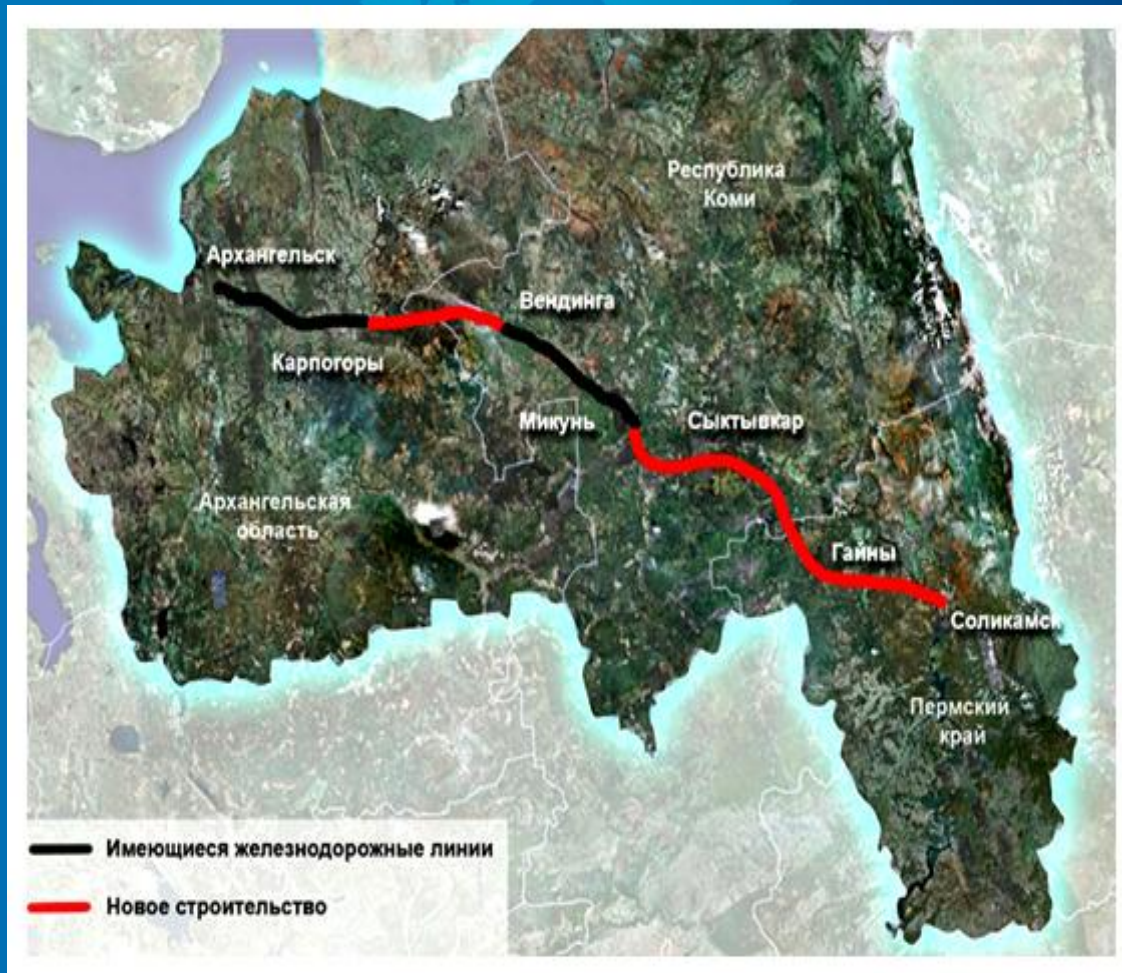 Республика
Коми
Архангельск
Вендинга
Карпогоры
Микунь
Сыктывкар
Архангельская
область
Гайны
Соликамск
Пермский
край
Имеющиеся железнодорожные линии
Новое строительство